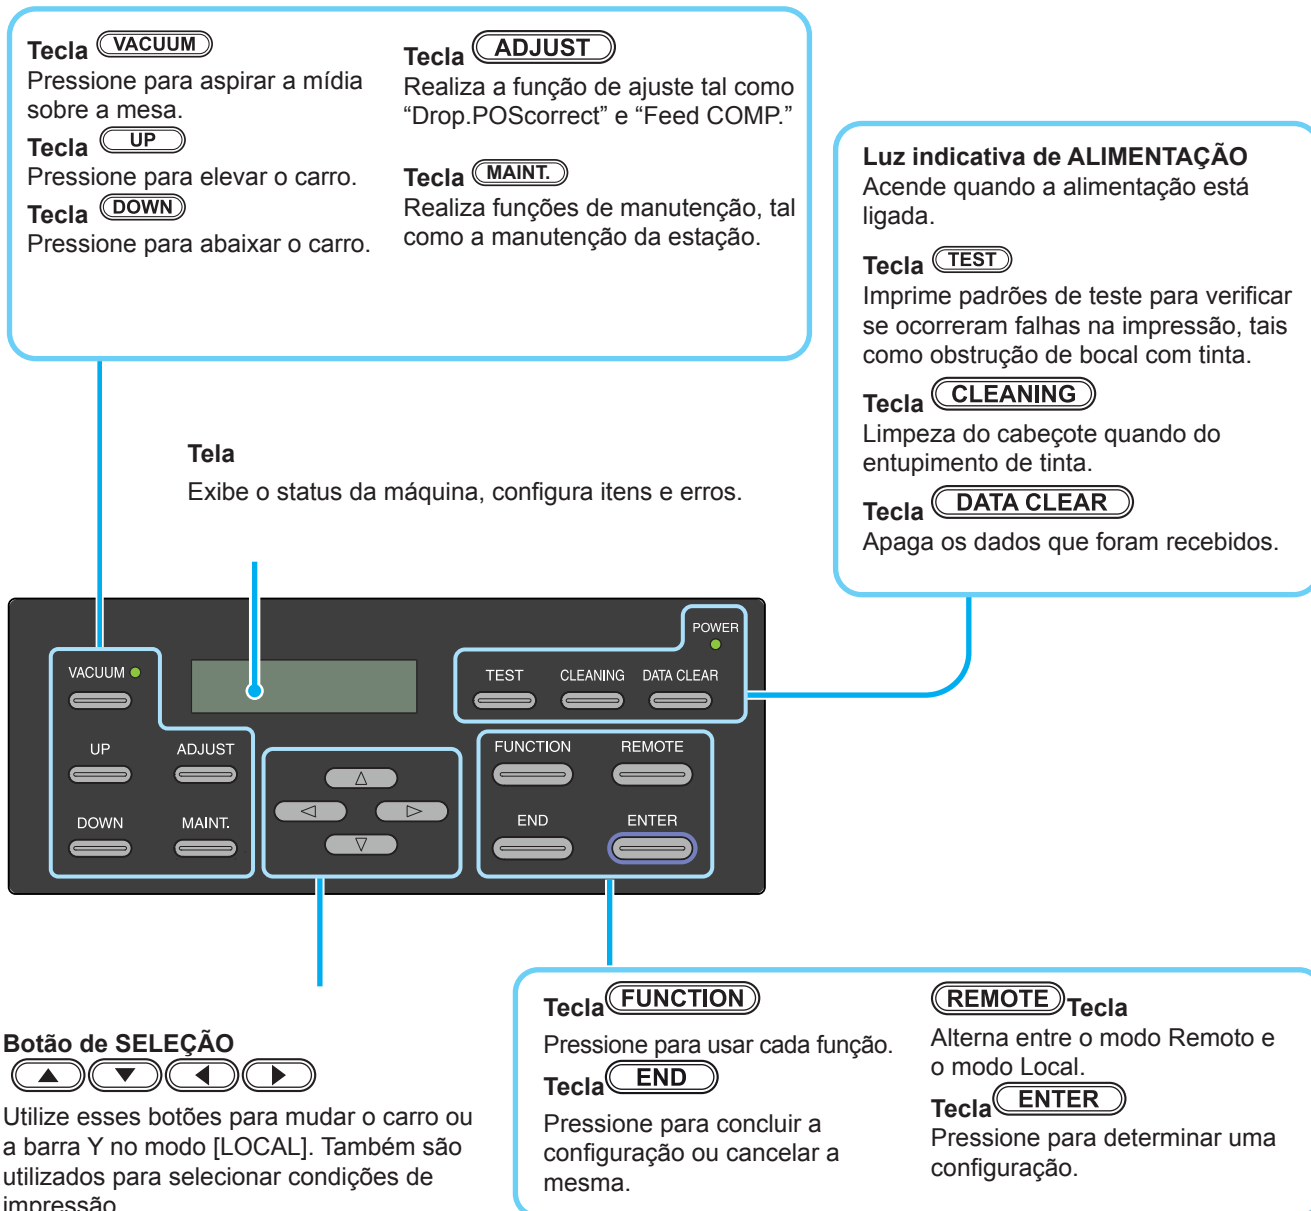 Tecla VACUUM
Pressione para aspirar a mídia
sobre a mesa.
Tecla UP
Pressione para elevar o carro.
Tecla DOWN
Pressione para abaixar o carro.
Tecla ADJUST
Realiza a função de ajuste tal como
“Drop.POScorrect” e “Feed COMP.”
Tecla MAINT.
Realiza funções de manutenção, tal
como a manutenção da estação.
Luz indicativa de ALIMENTAÇÃO
Acende quando a alimentação está
ligada.
Tecla TEST
Imprime padrões de teste para verificar
se ocorreram falhas na impressão, tais
como obstrução de bocal com tinta.
Tecla CLEANING
Limpeza do cabeçote quando do
entupimento de tinta.
Tecla DATA CLEAR
Apaga os dados que foram recebidos.
Tela
Exibe o status da máquina, configura itens e erros.
POWER
VACUUM
TEST CLEANING DATA CLEAR
UP ADJUST
FUNCTION REMOTE
DOWN MAINT.
END ENTER
Botão de SELEÇÃO
Utilize esses botões para mudar o carro ou
a barra Y no modo [LOCAL]. Também são
utilizados para selecionar condições de
impressão
Tecla FUNCTION
Pressione para usar cada função.
Tecla END
Pressione para concluir a
configuração ou cancelar a
mesma.
REMOTE Tecla
Alterna entre o modo Remoto e
o modo Local.
Tecla ENTER
Pressione para determinar uma
configuração.